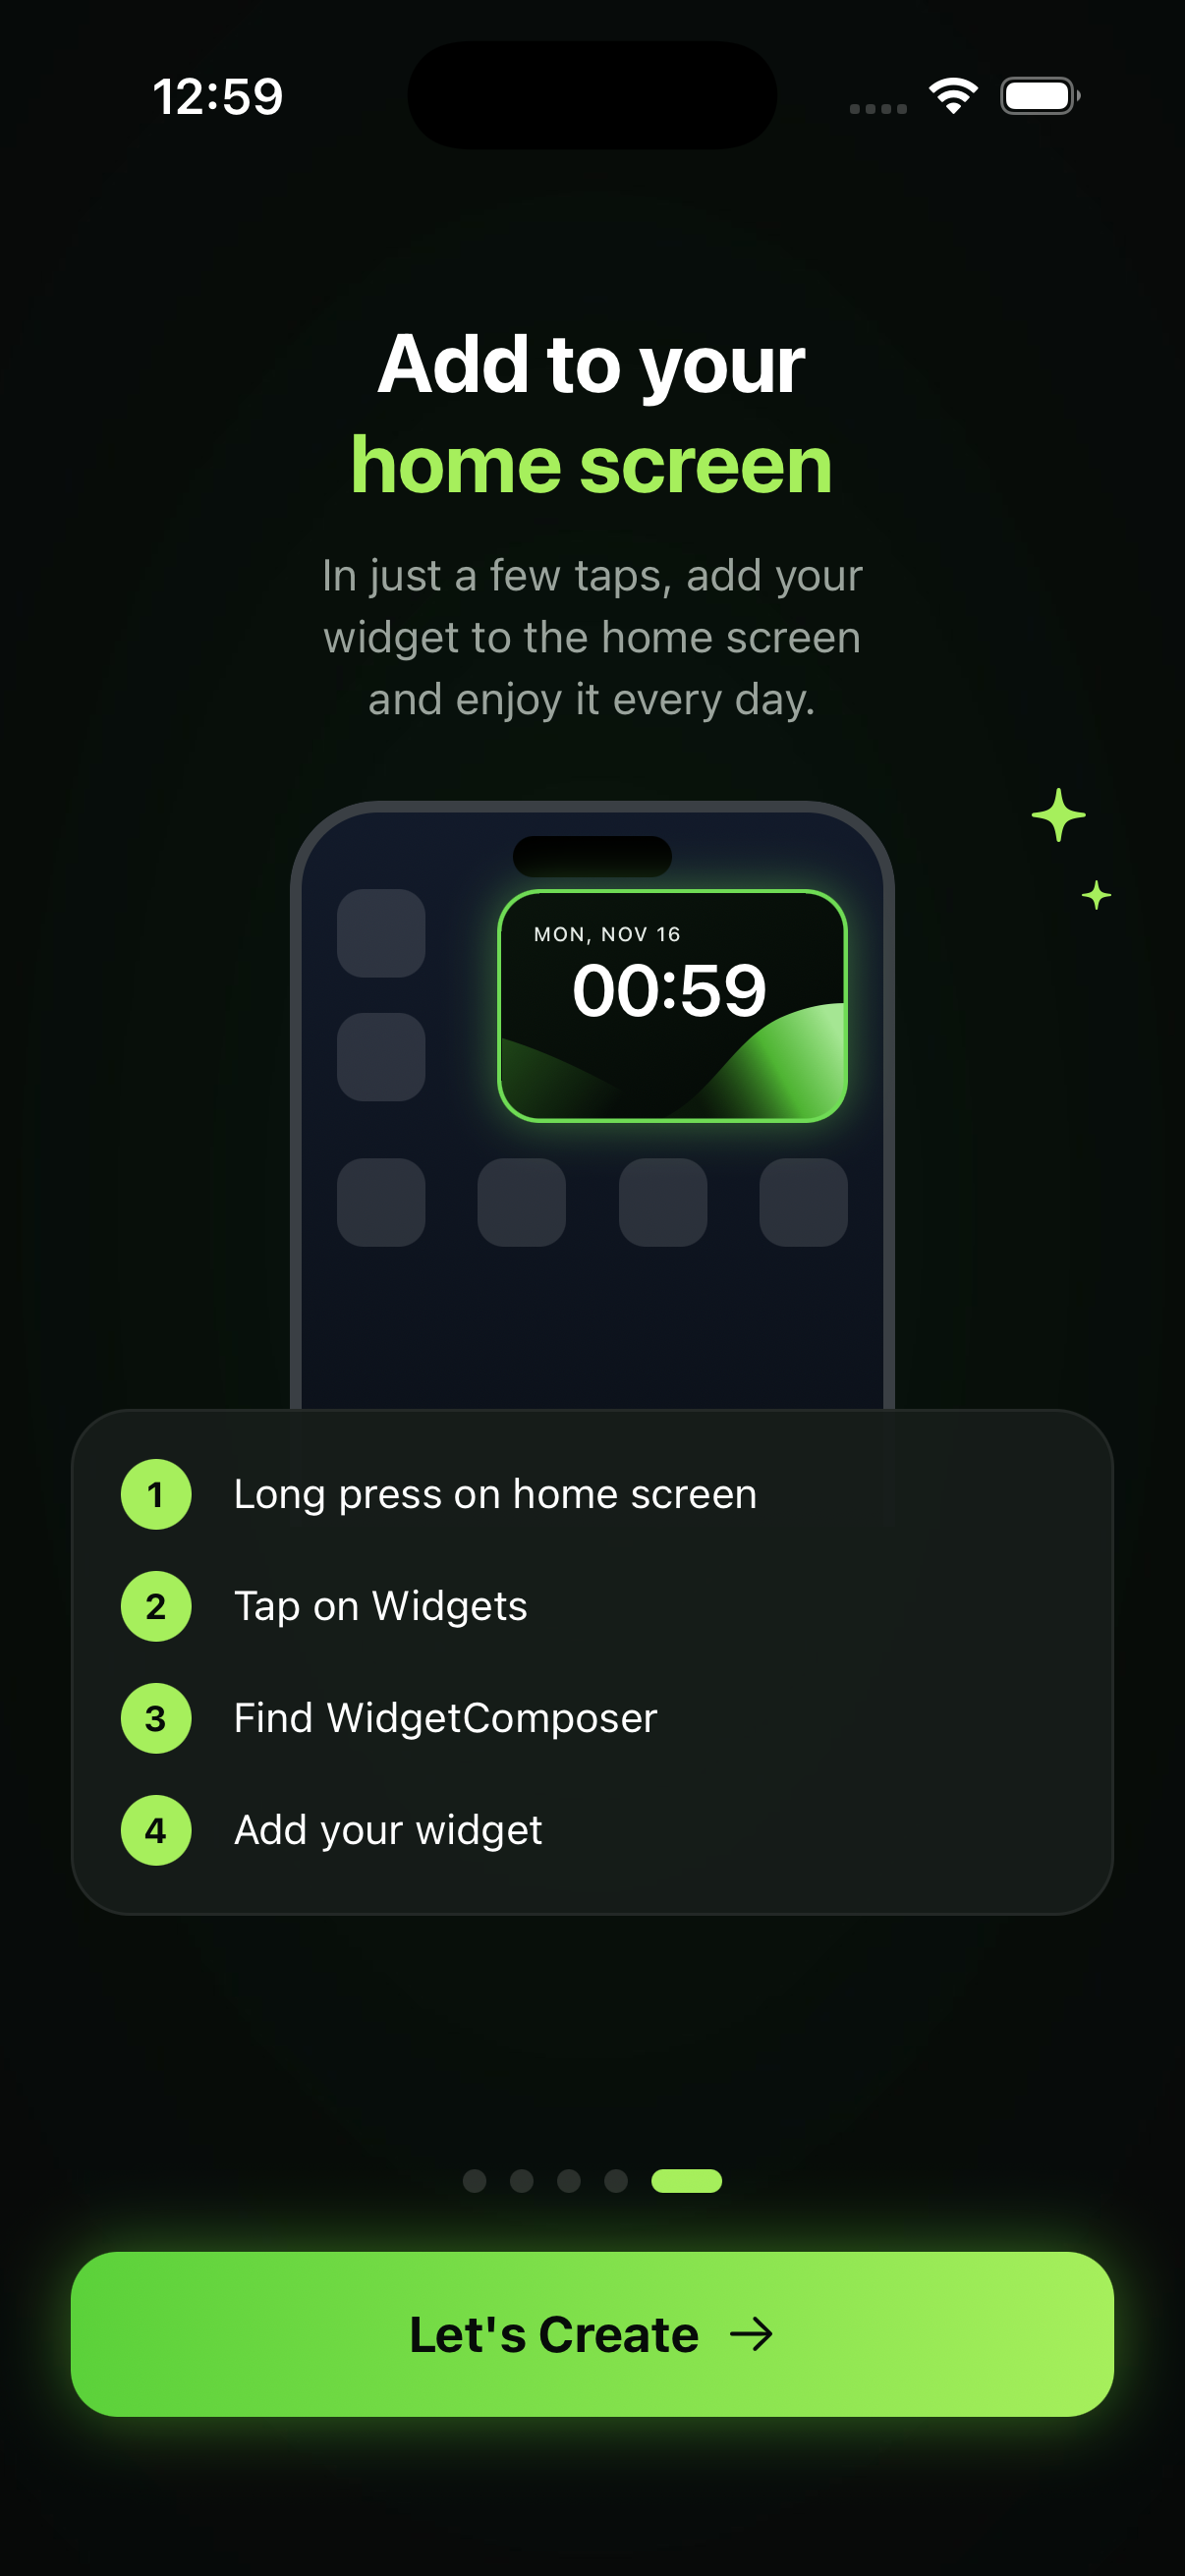 12:59
Add to your
home screen
In just a few taps, add your
widget to the home screen
and enjoy it every day.
MON, NOV 16
00:59
1 Long press on home screen
2 Tap on Widgets
3 Find WidgetComposer
4 Add your widget
Let's Create →